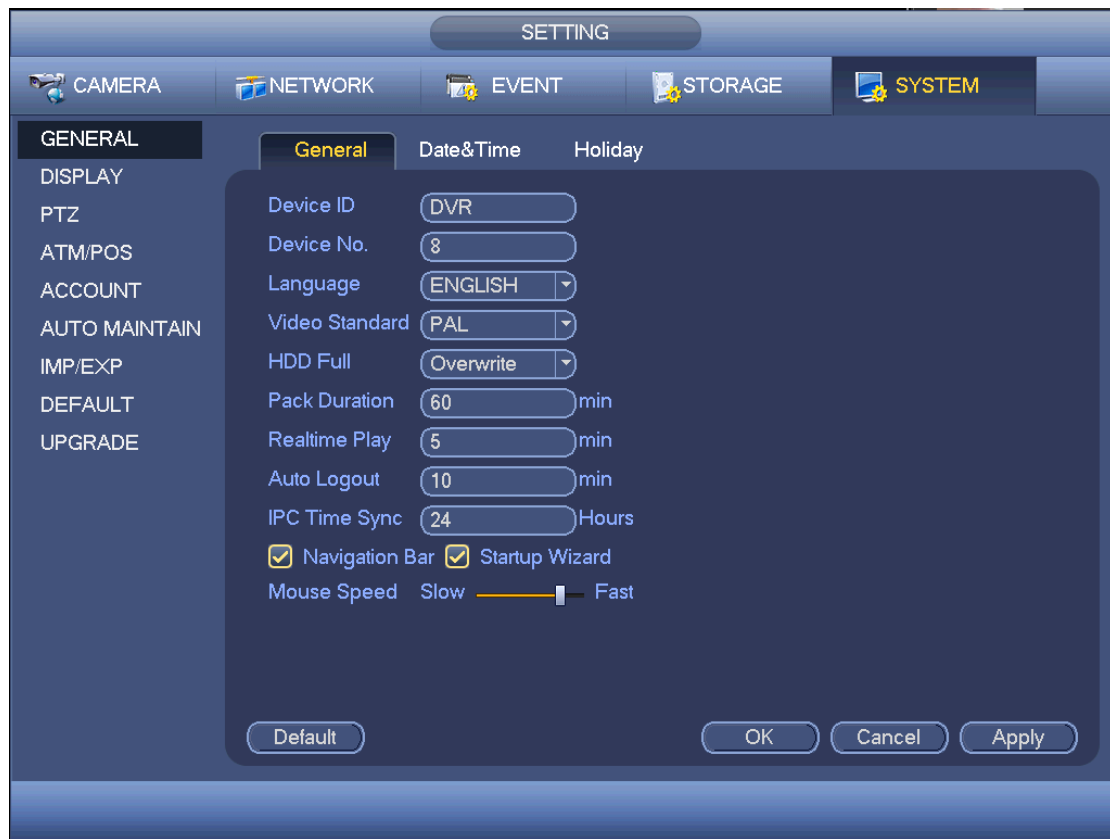 SETTING
CAMERA NETWORK EVENT STORAGE SYSTEM
GENERAL
DISPLAY
PTZ
ATM/POS
ACCOUNT
AUTO MAINTAIN
IMP/EXP
DEFAULT
UPGRADE
General Date&Time Holiday
Device ID DVR
Device No. 8
Language ENGLISH
Video Standard PAL
HDD Full Overwrite
Pack Duration 60 min
Realtime Play 5 min
Auto Logout 10 min
IPC Time Sync 24 Hours
Navigation Bar Startup Wizard
Mouse Speed Slow Fast
Default OK Cancel Apply